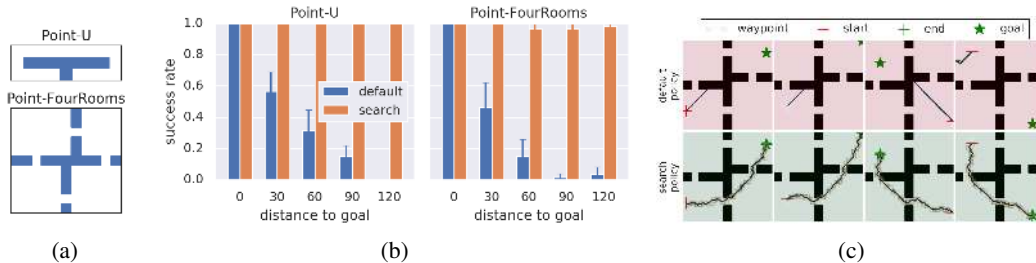 Point-U
Point-FourRooms
(a)
Point-U
Point-FourRooms
success rate
1.0
0.8
0.6
0.4
0.2
0.0
default
search
0 30 60 90 120
0 30 60 90 120
distance to goal
distance to goal
(b)
waypoint start end goal
default
policy
search
policy
(c)